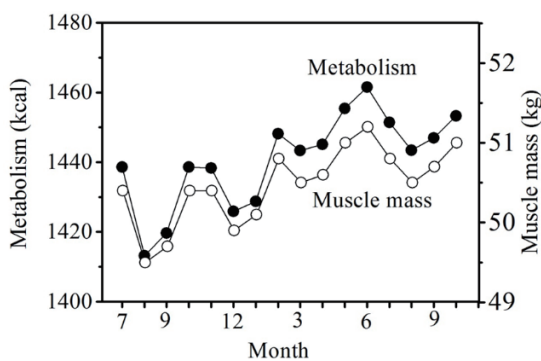 1480
1460
1440
1420
1400
Metabolism (kcal)
Metabolism
Muscle mass
52
51
50
49
Muscle mass (kg)
7 9 12 3 6 9
Month